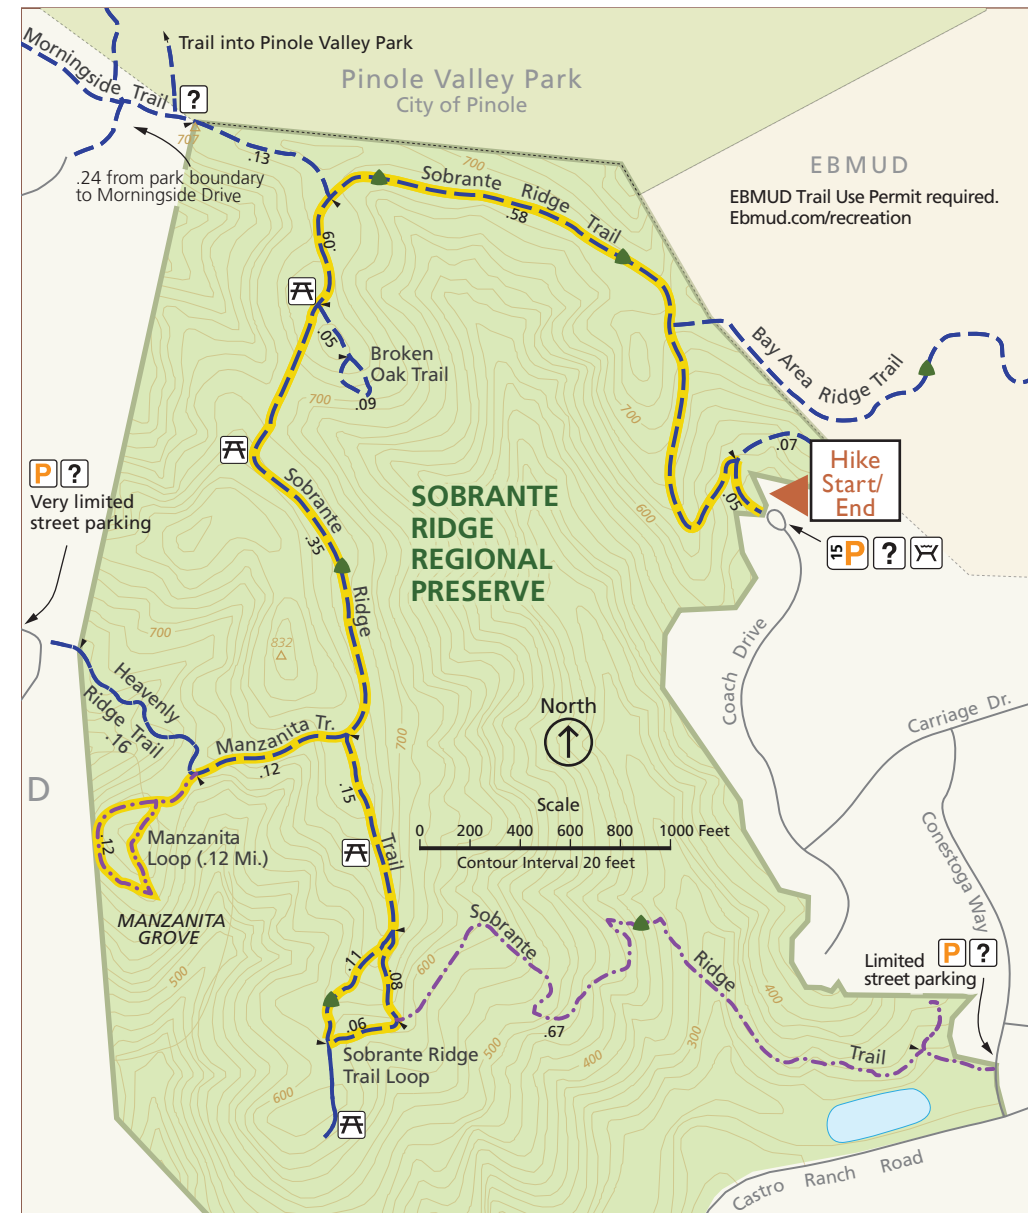 Trail into Pinole Valley Park
Morningside Trail
?
Pinole Valley Park
City of Pinole
707
.13
.24 from park boundary
to Morningside Drive
700
Sobrante Ridge Trail
.58
EBMUD
EBMUD Trail Use Permit required.
Ebmud.com/recreation
.09
.05
Broken
Oak Trail
.09
Bay Area Ridge Trail
700
700
.07
Hike
Start/
End
.05
600
15 P ?
P ?
Very limited
street parking
SOBRANTE
RIDGE
REGIONAL
PRESERVE
Sobrante
.35
Ridge
700
832
Heavenly
Ridge Trail
.16
Manzanita Tr.
.12
700
North
Coach Drive
Carriage Dr.
D
.15
Trail
Scale
0 200 400 600 800 1000 Feet
Contour Interval 20 feet
.12
Manzanita
Loop (.12 Mi.)
MANZANITA
GROVE
Conestoga Way
500
Sobrante
Ridge
Trail
.11
.08
600
.06
.67
500
400
300
400
Limited
street parking
P ?
Sobrante Ridge
Trail Loop
600
Castro Ranch Road